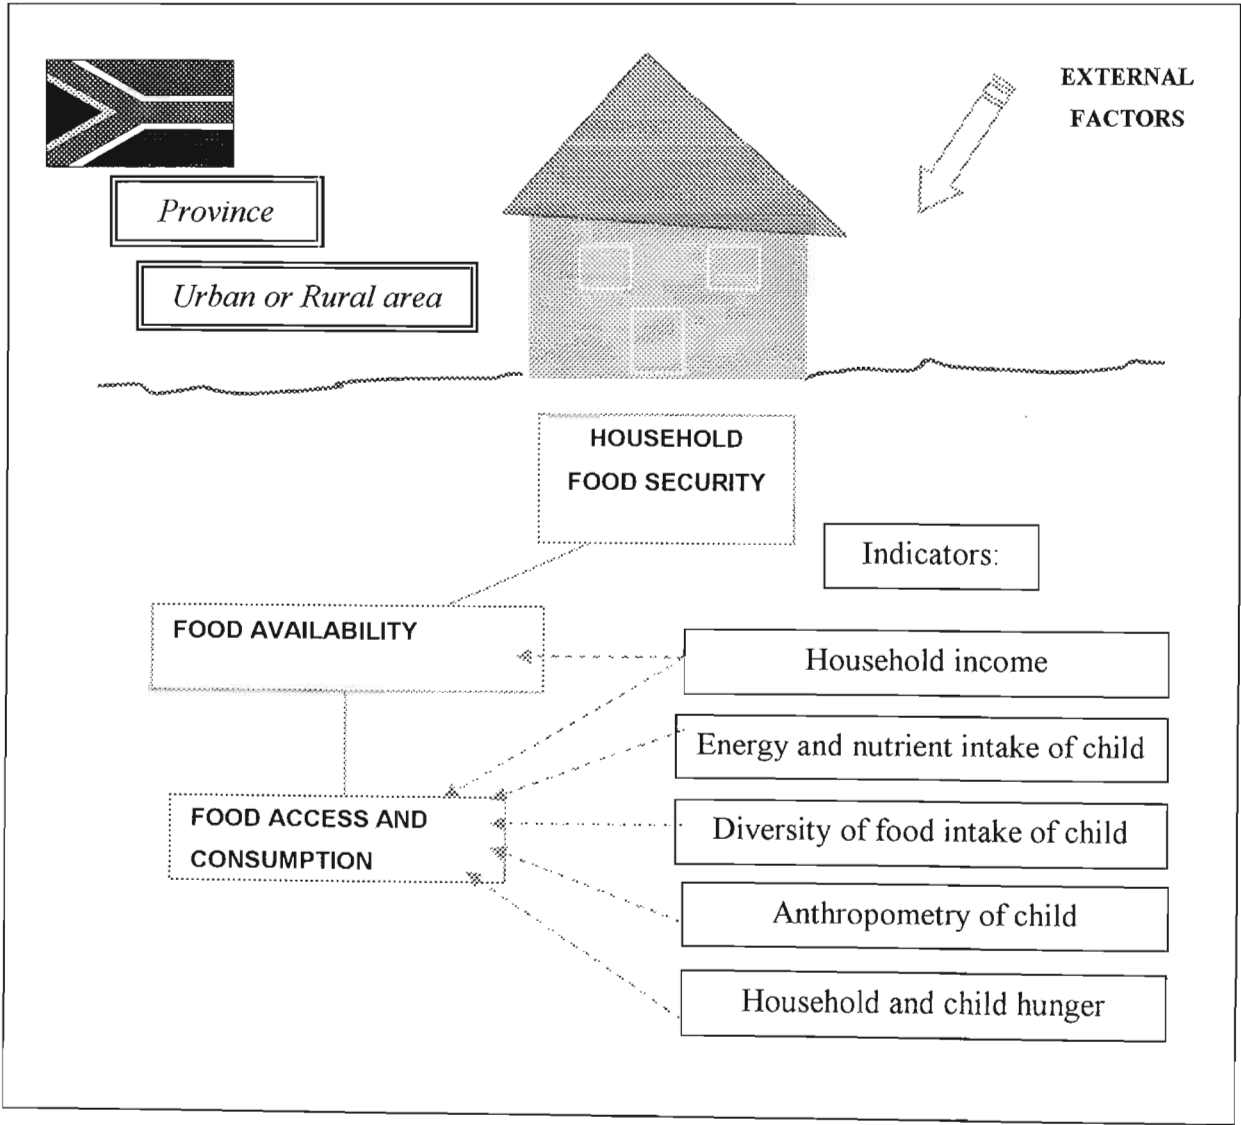 EXTERNAL
FACTORS
Province
Urban or Rural area
HOUSEHOLD
FOOD SECURITY
Indicators:
FOOD AVAILABILITY
Household income
Energy and nutrient intake of child
FOOD ACCESS AND
CONSUMPTION
Diversity of food intake of child
Anthropometry of child
Household and child hunger